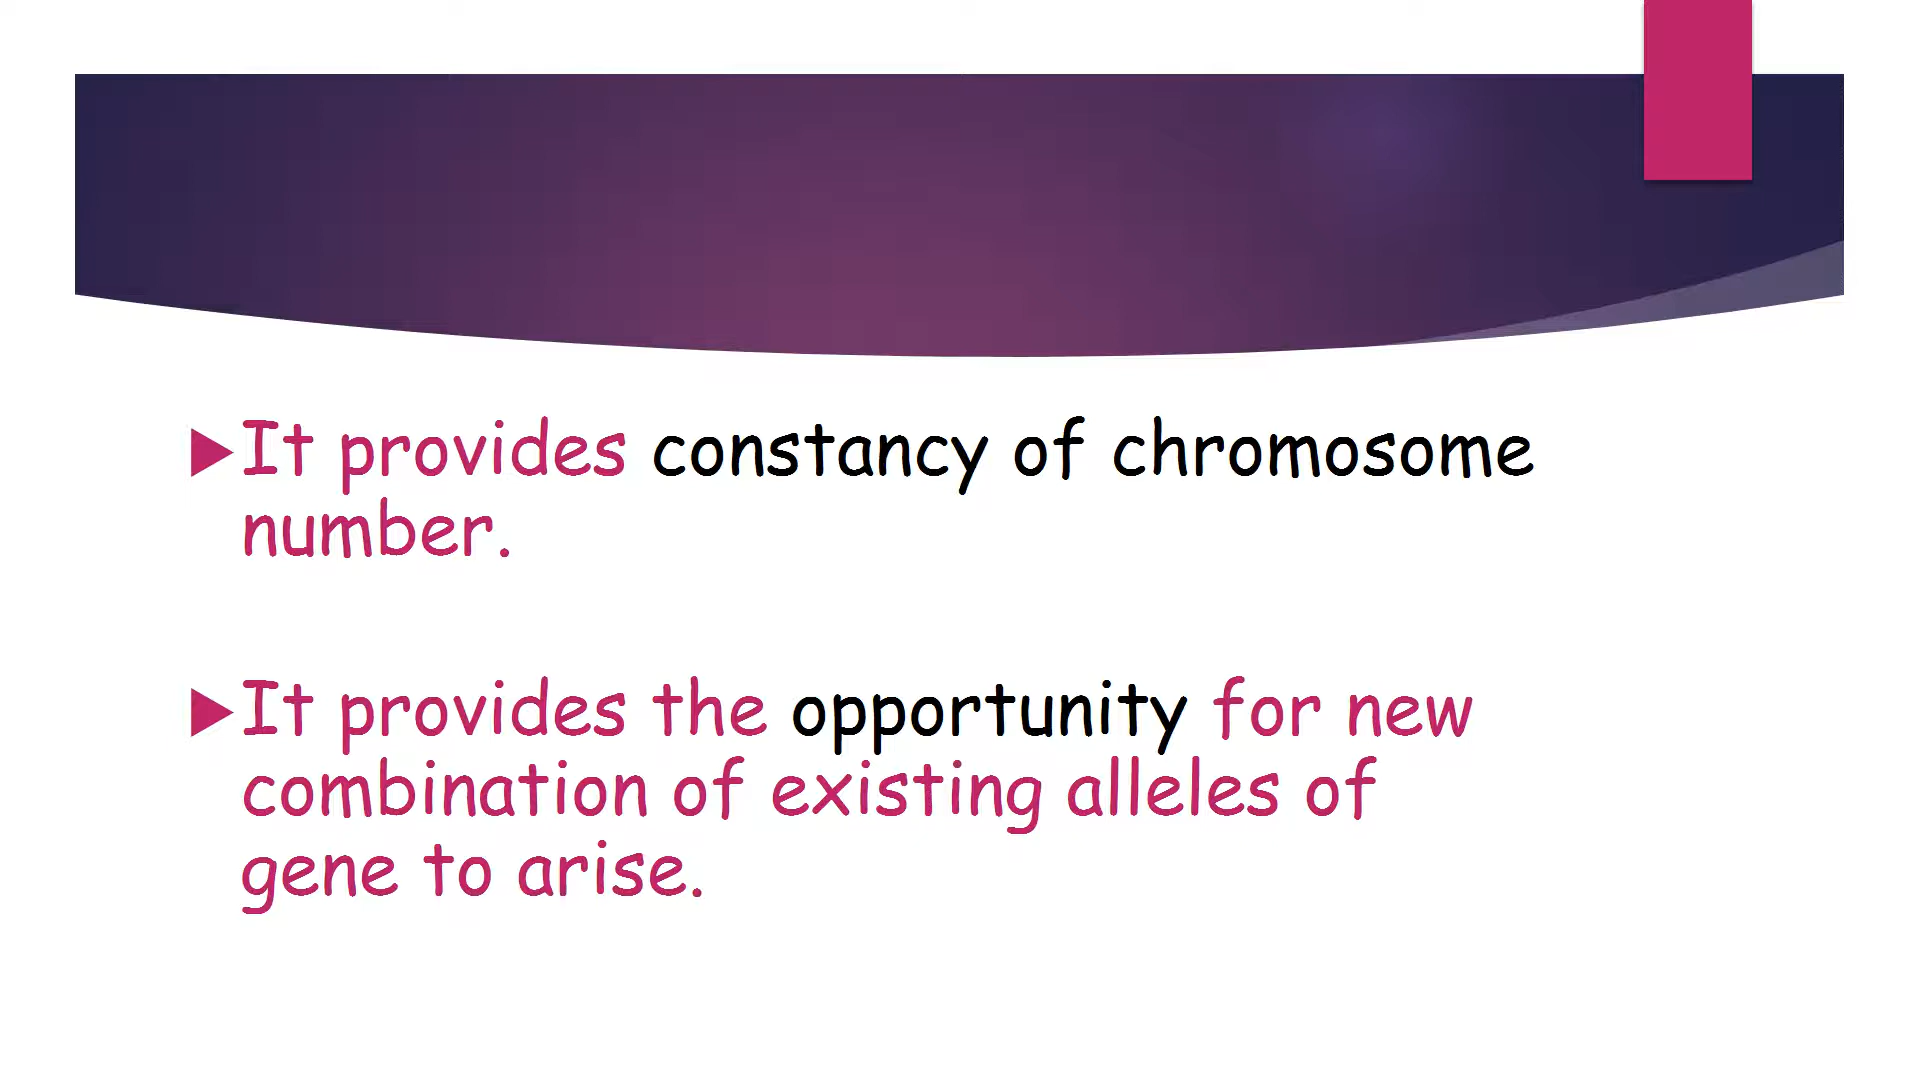 It provides constancy of chromosome
number.
It provides the opportunity for new
combination of existing alleles of
gene to arise.